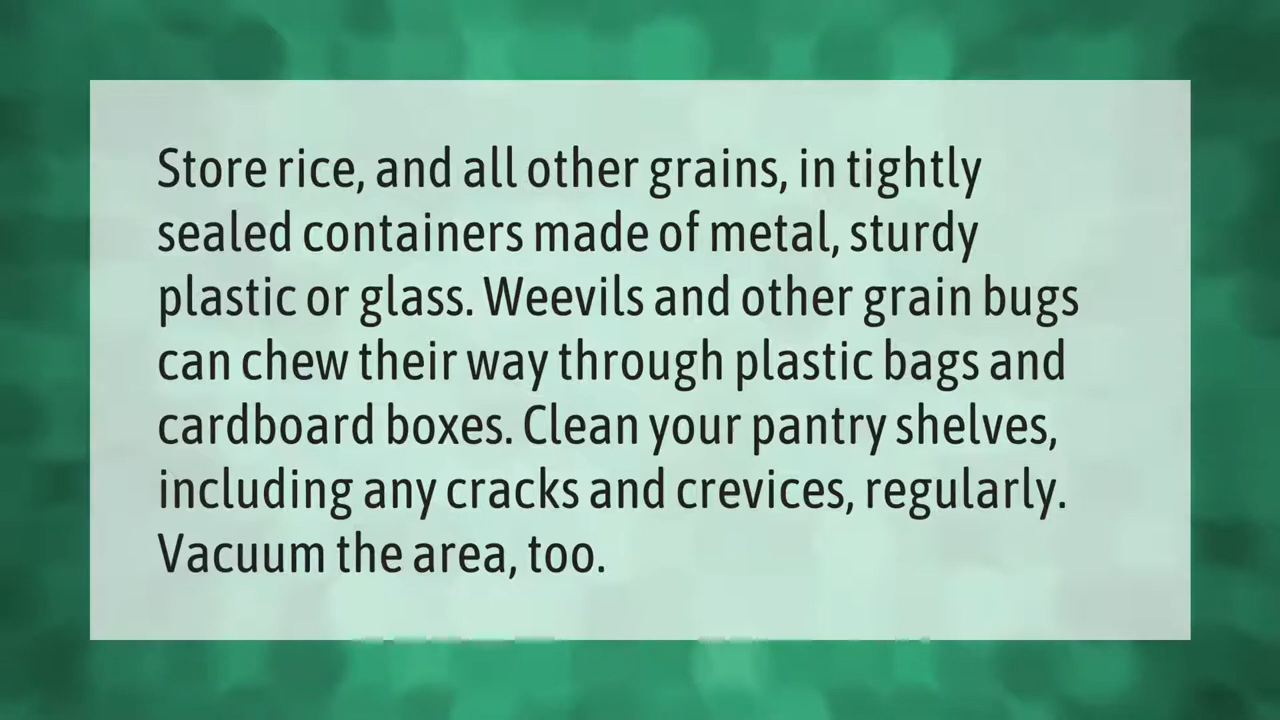 Store rice, and all other grains, in tightly
sealed containers made of metal, sturdy
plastic or glass. Weevils and other grain bugs
can chew their way through plastic bags and
cardboard boxes. Clean your pantry shelves,
including any cracks and crevices, regularly.
Vacuum the area, too.